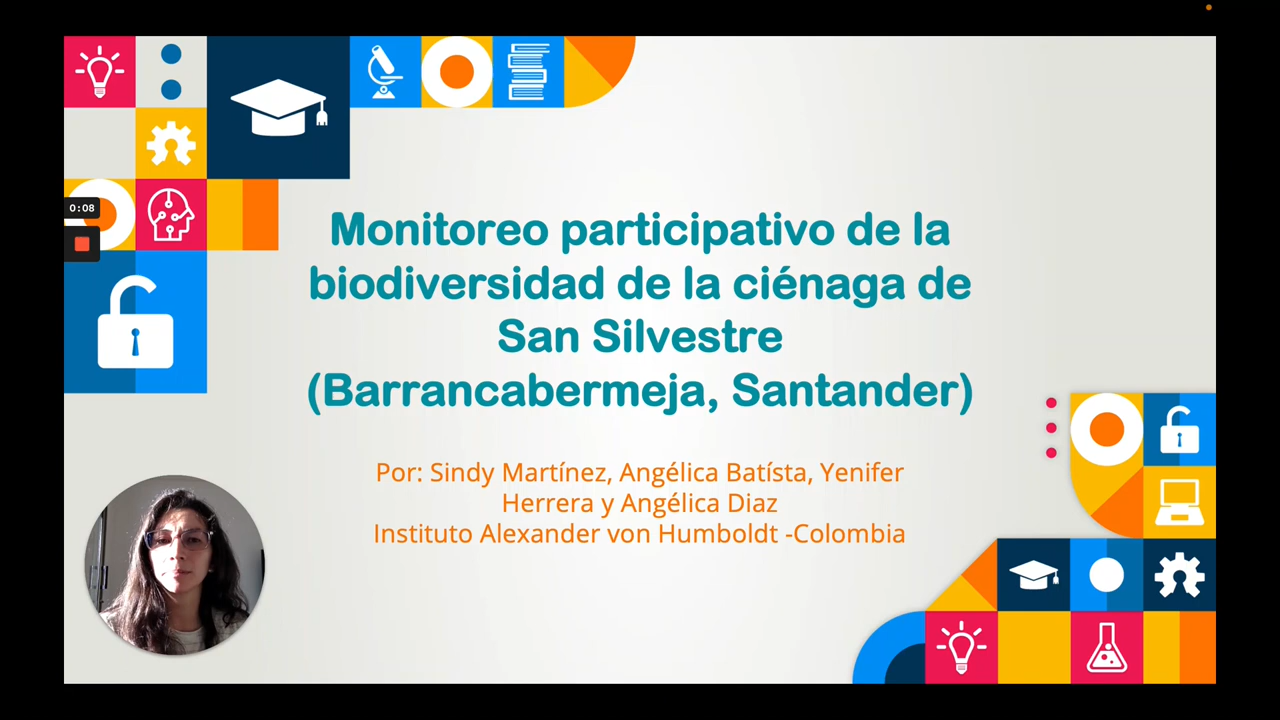 0:08
Monitoreo participativo de la
biodiversidad de la ciénaga de
San Silvestre
(Barrancabermeja, Santander)
Por: Sindy Martínez, Angélica Batísta, Yenifer
Herrera y Angélica Diaz
Instituto Alexander von Humboldt -Colombia